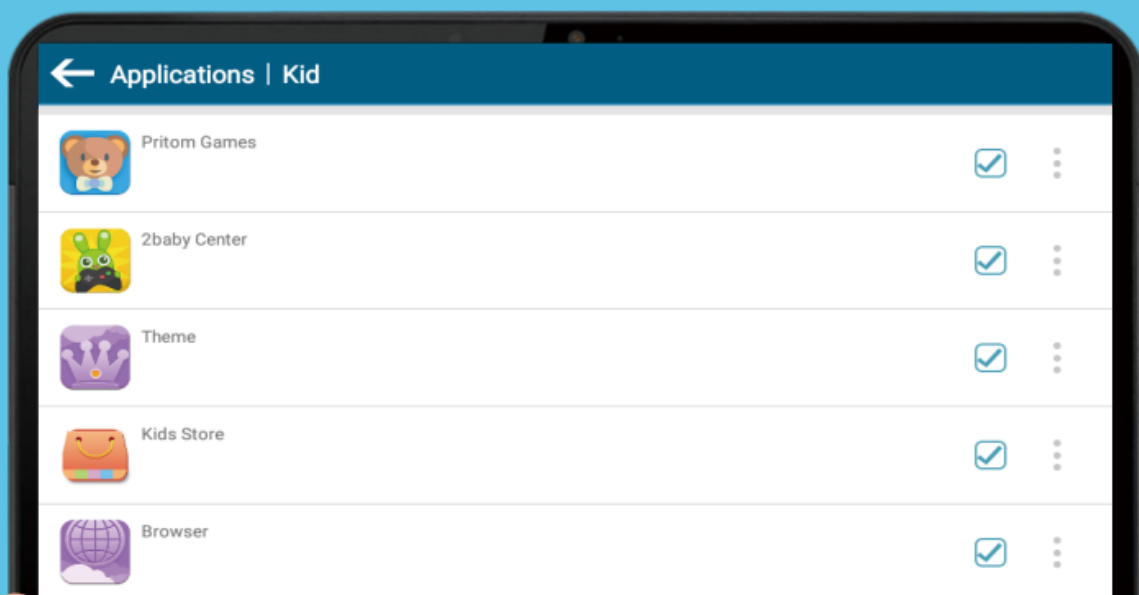 Applications | Kid
Pritom Games
2baby Center
Theme
Kids Store
Browser